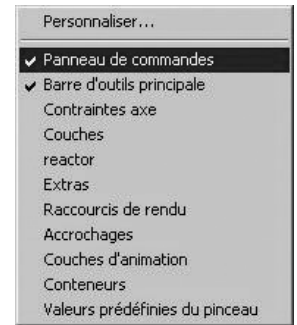 Personnaliser...
Panneau de commandes
Barre d'outils principale
Contraintes axe
Couches
reactor
Extras
Raccourcis de rendu
Accrochages
Couches d'animation
Conteneurs
Valeurs prédéfinies du pinceau